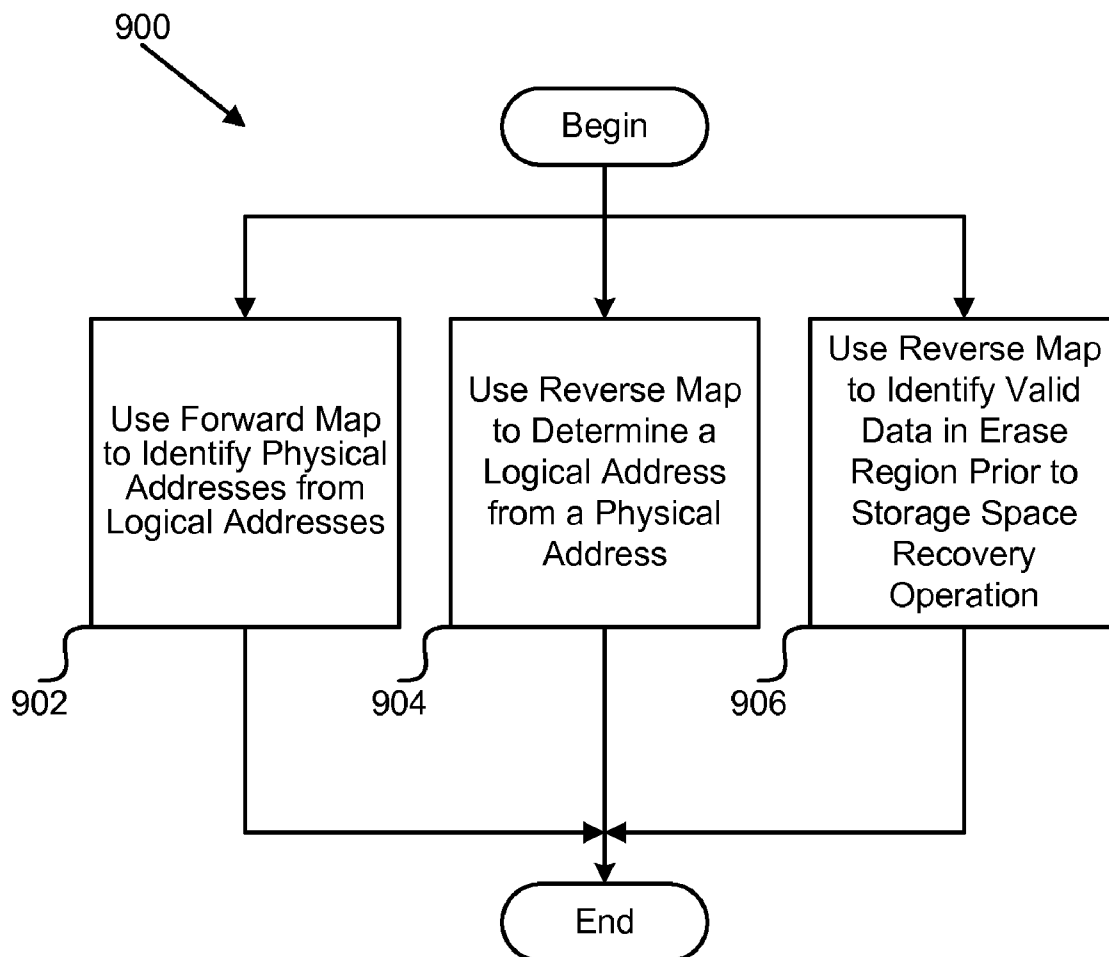 900
Begin
Use Forward Map
to Identify Physical
Addresses from
Logical Addresses
Use Reverse Map
to Determine a
Logical Address
from a Physical
Address
Use Reverse Map
to Identify Valid
Data in Erase
Region Prior to
Storage Space
Recovery
Operation
902
904
906
End